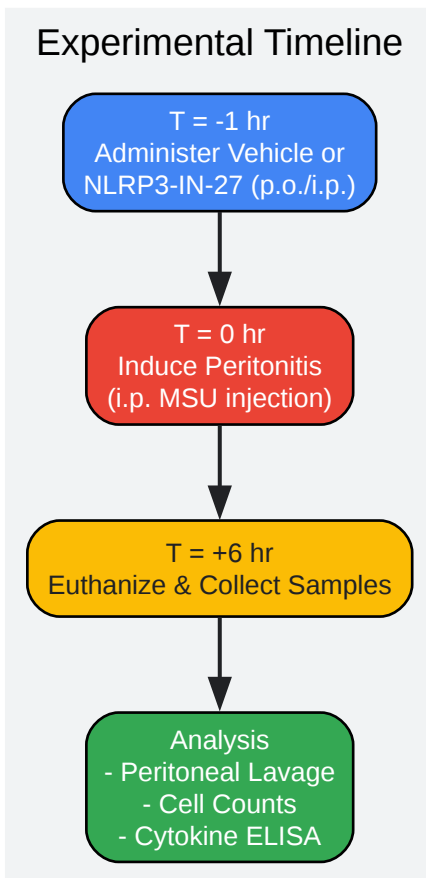 Experimental Timeline
T = -1 hr
Administer Vehicle or
NLRP3-IN-27 (p.o./i.p.)
T = 0 hr
Induce Peritonitis
(i.p. MSU injection)
T = +6 hr
Euthanize & Collect Samples
Analysis
- Peritoneal Lavage
- Cell Counts
- Cytokine ELISA